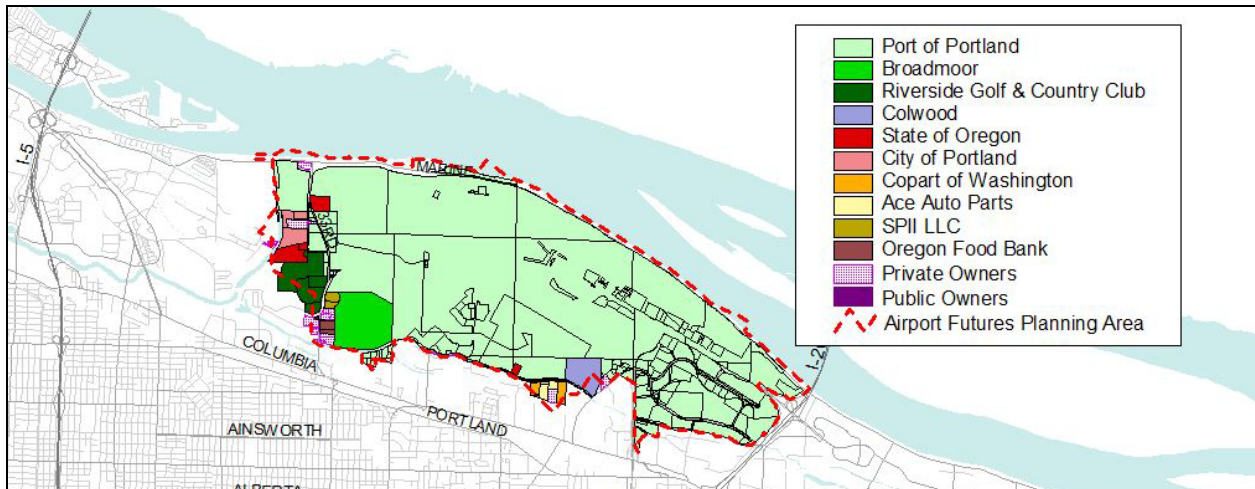 Port of Portland
Broadmoor
Riverside Golf & Country Club
Colwood
State of Oregon
City of Portland
Copart of Washington
Ace Auto Parts
SPII LLC
Oregon Food Bank
Private Owners
Public Owners
Airport Futures Planning Area
I-5
MARINE
33RD
COLUMBIA
PORTLAND
AINSWORTH
ALBERTA